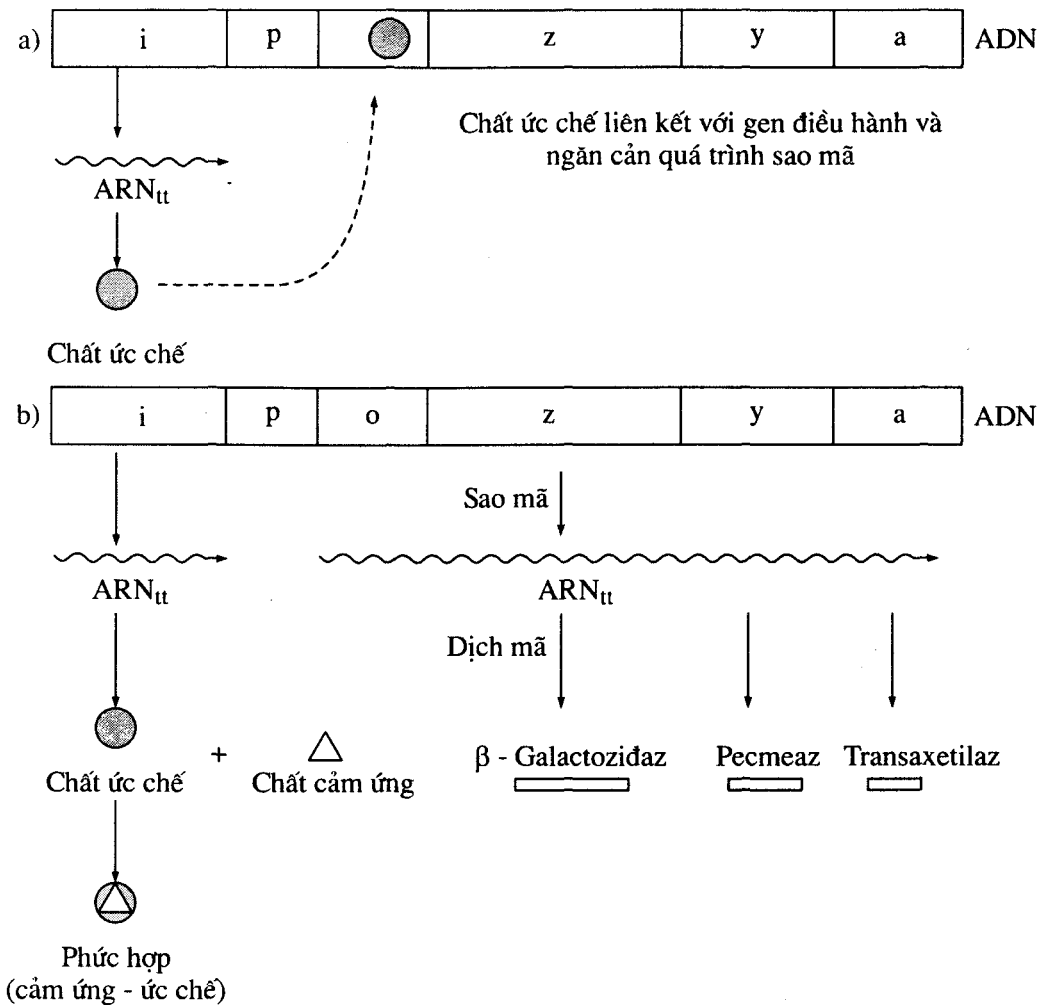 a) i p z y a ADN
Chất ức chế liên kết với gen điều hành và
ngăn cản quá trình sao mã
ARNtt
Chất ức chế
b) i p o z y a ADN
Sao mã
ARNtt ARNtt
Dịch mã
+
β - Galactoziđaz Pecmeaz Transaxetilaz
Chất ức chế Chất cảm ứng
Phức hợp
(cảm ứng - ức chế)